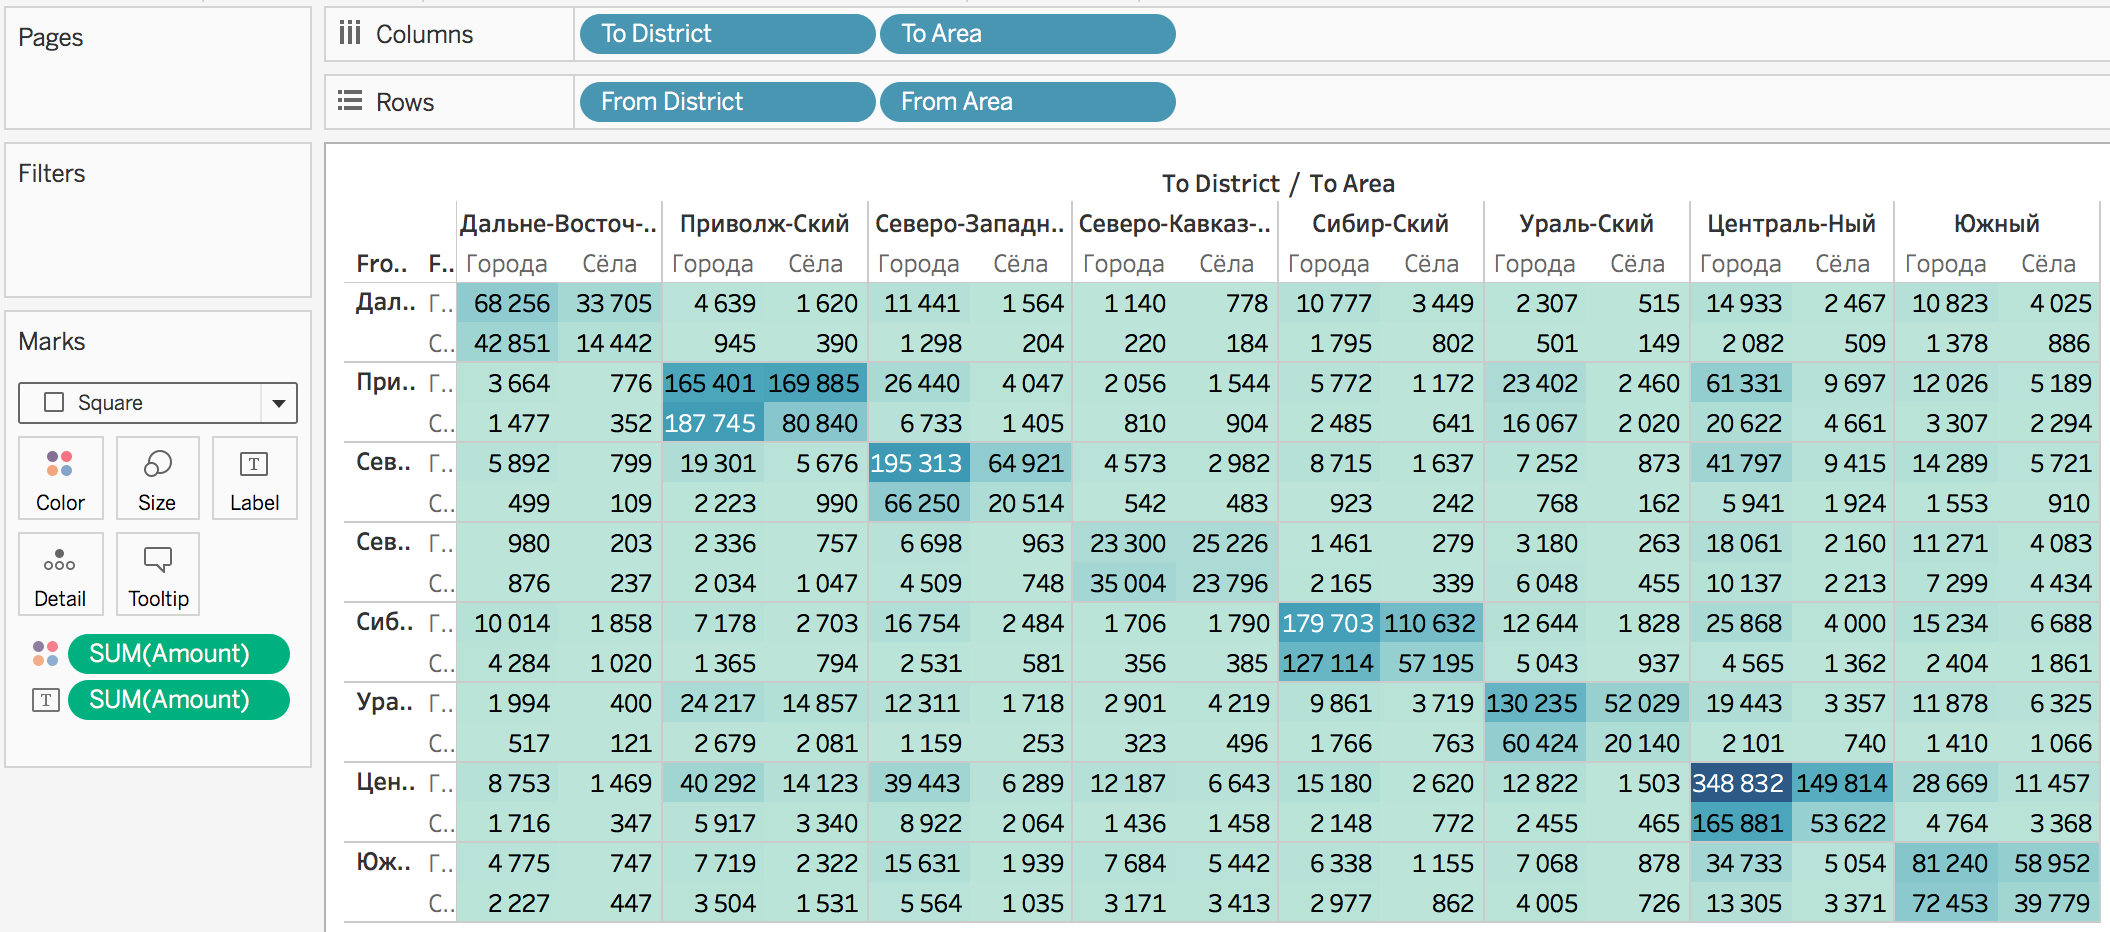 Pages
Columns To District To Area
Rows From District From Area
Filters
Marks
Square
Color Size Label
Detail Tooltip
SUM(Amount)
SUM(Amount)
To District / To Area
Дальне-Восточ-.. Приволж-Ский Северо-Западн.. Северо-Кавказ-.. Сибир-Ский Ураль-Ский Централь-Ный Южный
Fro.. F.. Города Сёла Города Сёла Города Сёла Города Сёла Города Сёла Города Сёла Города Сёла Города Сёла
Дал.. Г.. 68 256 33 705 4 639 1 620 11 441 1 564 1 140 778 10 777 3 449 2 307 515 14 933 2 467 10 823 4 025
С.. 42 851 14 442 945 390 1 298 204 220 184 1 795 802 501 149 2 082 509 1 378 886
При.. Г.. 3 664 776 165 401 169 885 26 440 4 047 2 056 1 544 5 772 1 172 23 402 2 460 61 331 9 697 12 026 5 189
С.. 1 477 352 187 745 80 840 6 733 1 405 810 904 2 485 641 16 067 2 020 20 622 4 661 3 307 2 294
Сев.. Г.. 5 892 799 19 301 5 676 195 313 64 921 4 573 2 982 8 715 1 637 7 252 873 41 797 9 415 14 289 5 721
С.. 499 109 2 223 990 66 250 20 514 542 483 923 242 768 162 5 941 1 924 1 553 910
Сев.. Г.. 980 203 2 336 757 6 698 963 23 300 25 226 1 461 279 3 180 263 18 061 2 160 11 271 4 083
С.. 876 237 2 034 1 047 4 509 748 35 004 23 796 2 165 339 6 048 455 10 137 2 213 7 299 4 434
Сиб.. Г.. 10 014 1 858 7 178 2 703 16 754 2 484 1 706 1 790 179 703 110 632 12 644 1 828 25 868 4 000 15 234 6 688
С.. 4 284 1 020 1 365 794 2 531 581 356 385 127 114 57 195 5 043 937 4 565 1 362 2 404 1 861
Ура.. Г.. 1 994 400 24 217 14 857 12 311 1 718 2 901 4 219 9 861 3 719 130 235 52 029 19 443 3 357 11 878 6 325
С.. 517 121 2 679 2 081 1 159 253 323 496 1 766 763 60 424 20 140 2 101 740 1 410 1 066
Цен.. Г.. 8 753 1 469 40 292 14 123 39 443 6 289 12 187 6 643 15 180 2 620 12 822 1 503 348 832 149 814 28 669 11 457
С.. 1 716 347 5 917 3 340 8 922 2 064 1 436 1 458 2 148 772 2 455 465 165 881 53 622 4 764 3 368
Юж.. Г.. 4 775 747 7 719 2 322 15 631 1 939 7 684 5 442 6 338 1 155 7 068 878 34 733 5 054 81 240 58 952
С.. 2 227 447 3 504 1 531 5 564 1 035 3 171 3 413 2 977 862 4 005 726 13 305 3 371 72 453 39 779